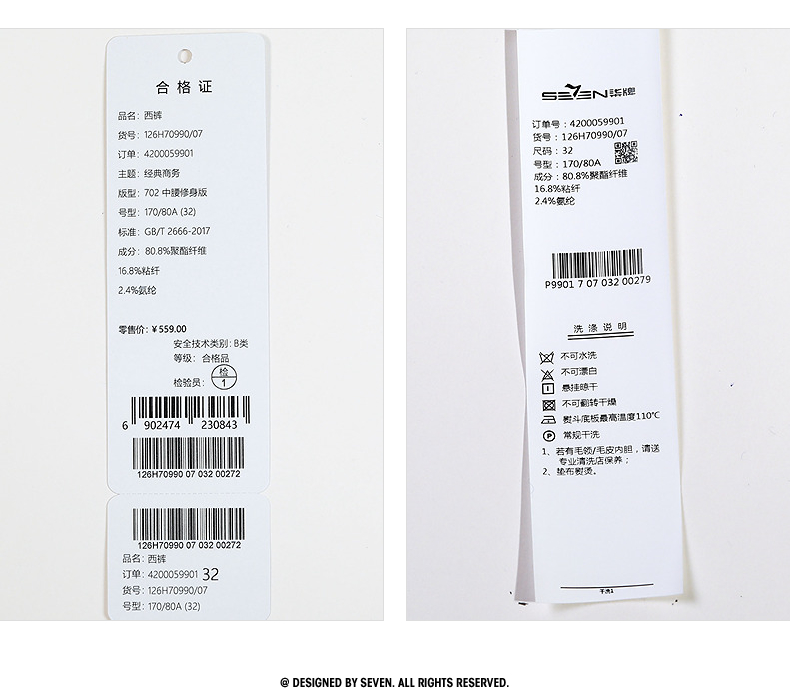 合格证
品名: 西裤
货号: 126H70990/07
订单: 4200059901
主题: 经典商务
版型: 702 中腰修身版
号型: 170/80A (32)
标准: GB/T 2666-2017
成分: 80.8%聚酯纤维
16.8%粘纤
2.4%氨纶
零售价: ¥559.00
安全技术类别: B类
等级: 合格品
检验员: 检 1
6 902474 230843
126H70990 07 032 00272
126H70990 07 032 00272
品名: 西裤
订单: 4200059901 32
货号: 126H70990/07
号型: 170/80A (32)
SEVEN 柒牌
订单号: 4200059901
货号: 126H70990/07
尺码: 32
号型: 170/80A
成分: 80.8%聚酯纤维
16.8%粘纤
2.4%氨纶
P9901 7 07 032 00279
洗涤说明
不可水洗
不可漂白
悬挂晾干
不可翻转干燥
熨斗底板最高温度110℃
P 常规干洗
1、若有毛领/毛皮内胆，请送
专业清洗店保养；
2、垫布熨烫。
干洗1
@ DESIGNED BY SEVEN. ALL RIGHTS RESERVED.